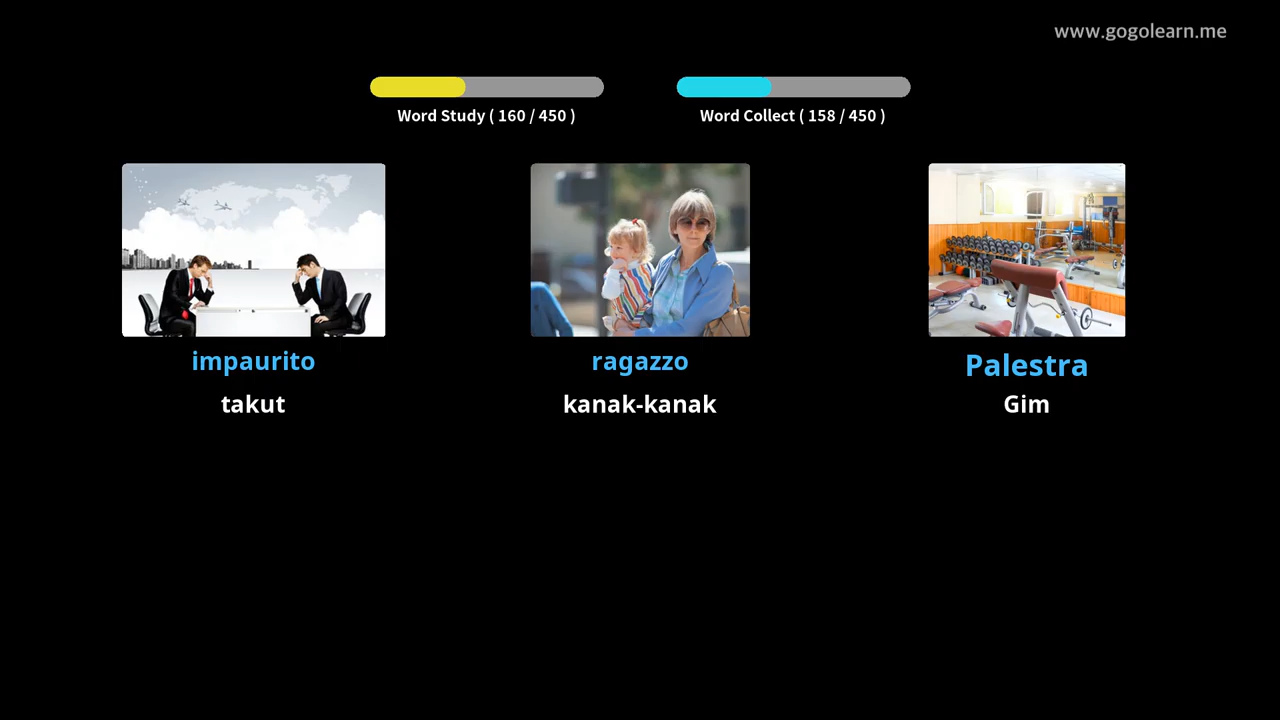 www.gogolearn.me
Word Study ( 160 / 450 )
Word Collect ( 158 / 450 )
impaurito
ragazzo
Palestra
takut
kanak-kanak
Gim